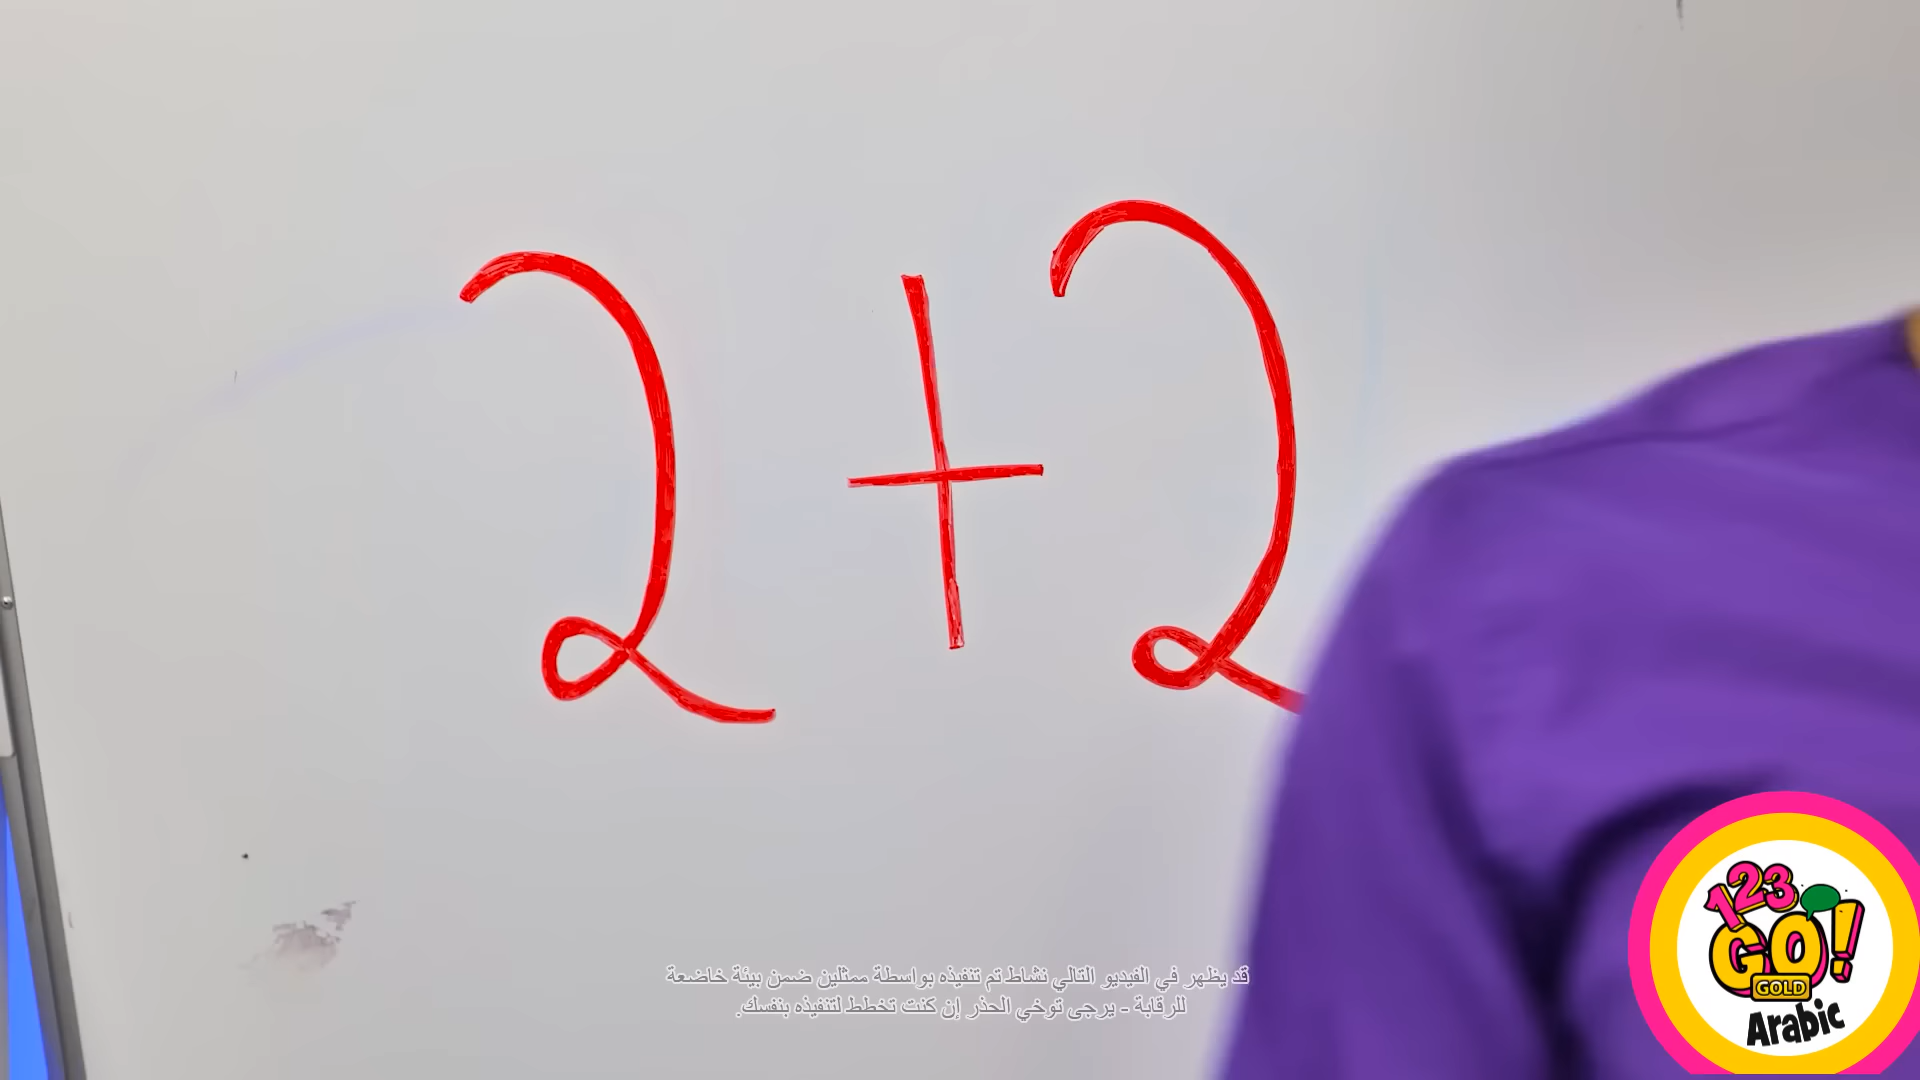 2+2
قد يظهر في الفيديو التالي نشاط تم تنفيذه بواسطة ممثلين ضمن بيئة خاضعة
للرقابة - يرجى توخي الحذر إن كنت تخطط لتنفيذه بنفسك.
123
GO!
GOLD
Arabic